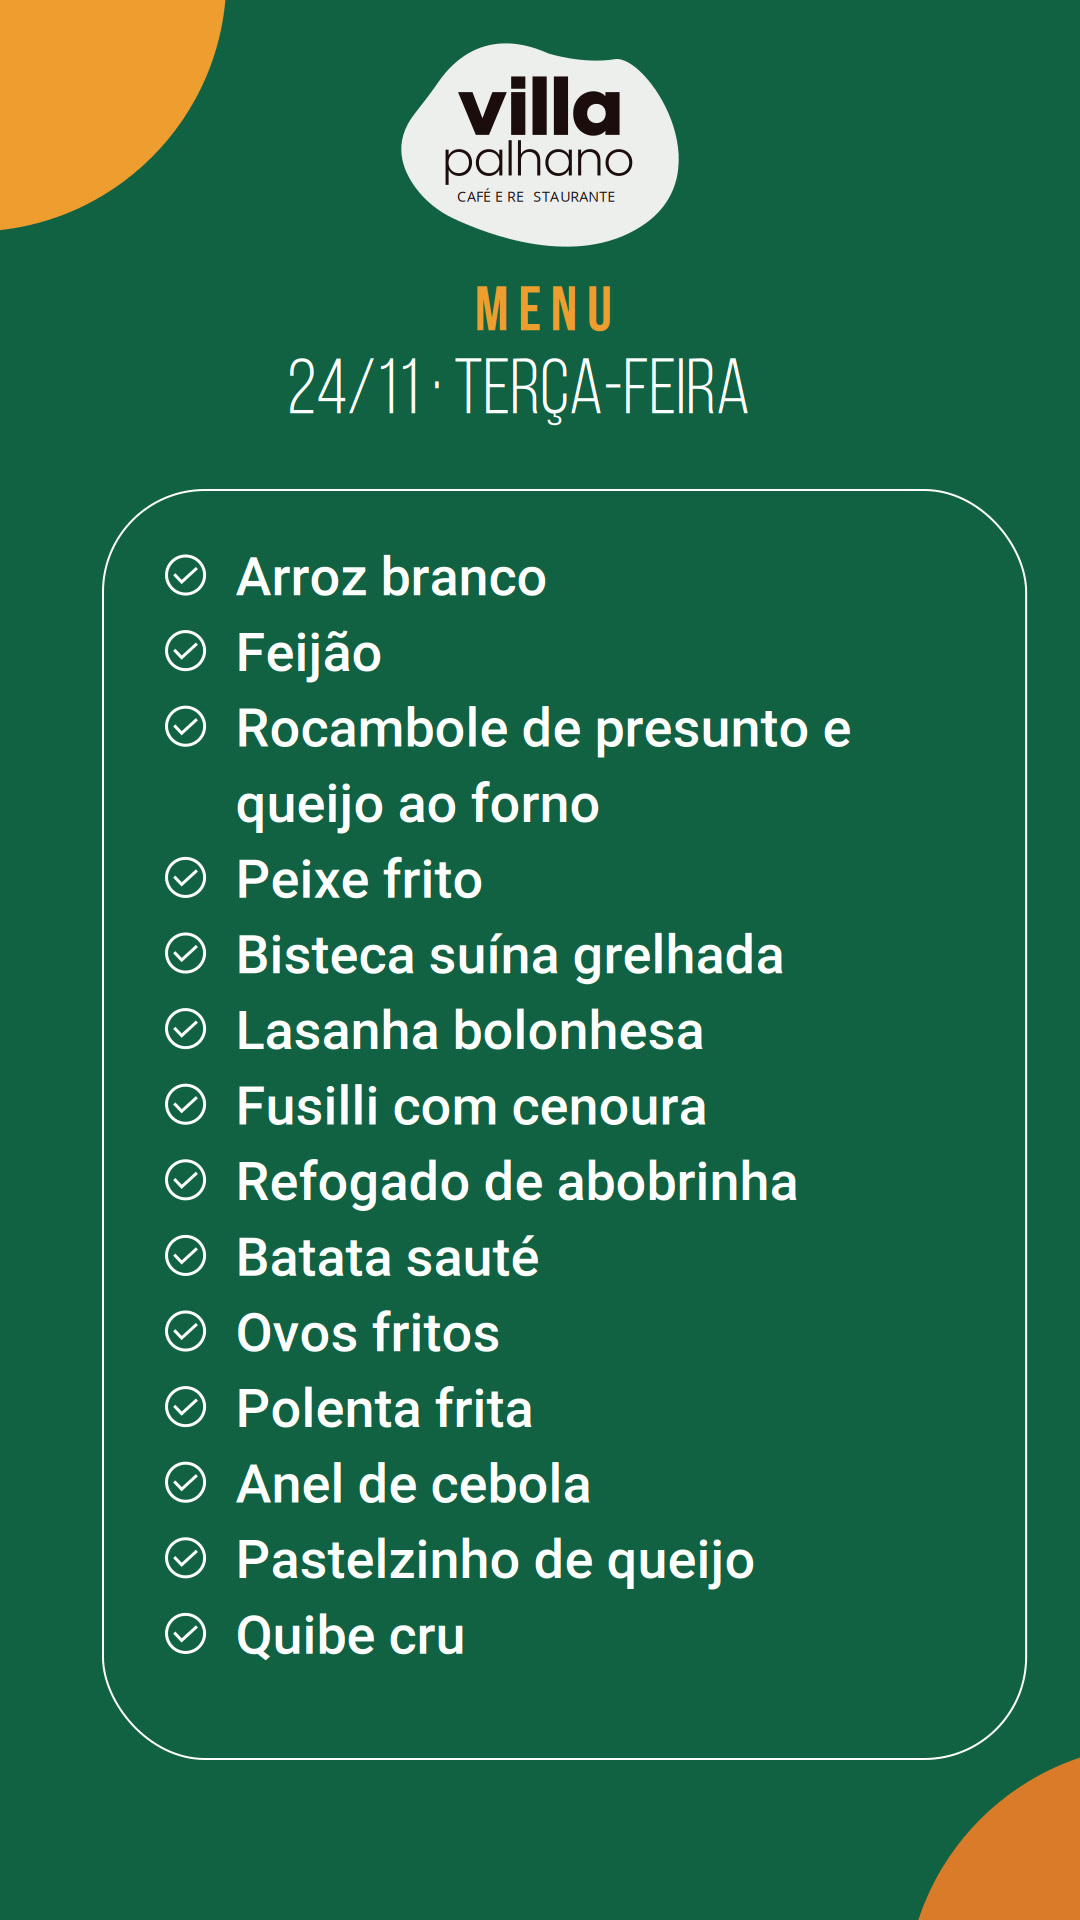 villa
palhano
CAFÉ E RE STAURANTE
MENU
24/11 · TERÇA-FEIRA
Arroz branco
Feijão
Rocambole de presunto e
queijo ao forno
Peixe frito
Bisteca suína grelhada
Lasanha bolonhesa
Fusilli com cenoura
Refogado de abobrinha
Batata sauté
Ovos fritos
Polenta frita
Anel de cebola
Pastelzinho de queijo
Quibe cru